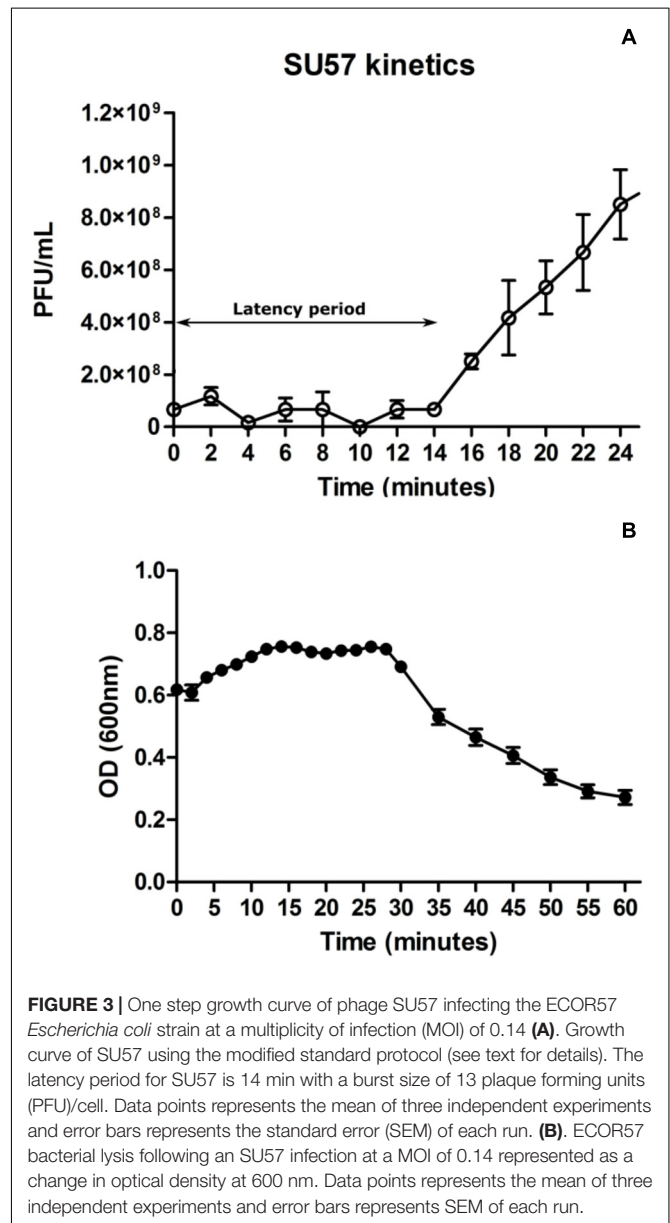 A
SU57 kinetics
1.2×10⁹
1.0×10⁹
8.0×10⁸
6.0×10⁸
4.0×10⁸
2.0×10⁸
0
PFU/mL
Latency period
0 2 4 6 8 10 12 14 16 18 20 22 24
Time (minutes)
B
1.0
0.8
0.6
0.4
0.2
0.0
OD (600nm)
0 5 10 15 20 25 30 35 40 45 50 55 60
Time (minutes)
FIGURE 3 | One step growth curve of phage SU57 infecting the ECOR57
Escherichia coli strain at a multiplicity of infection (MOI) of 0.14 (A). Growth
curve of SU57 using the modified standard protocol (see text for details). The
latency period for SU57 is 14 min with a burst size of 13 plaque forming units
(PFU)/cell. Data points represents the mean of three independent experiments
and error bars represents the standard error (SEM) of each run. (B). ECOR57
bacterial lysis following an SU57 infection at a MOI of 0.14 represented as a
change in optical density at 600 nm. Data points represents the mean of three
independent experiments and error bars represents SEM of each run.